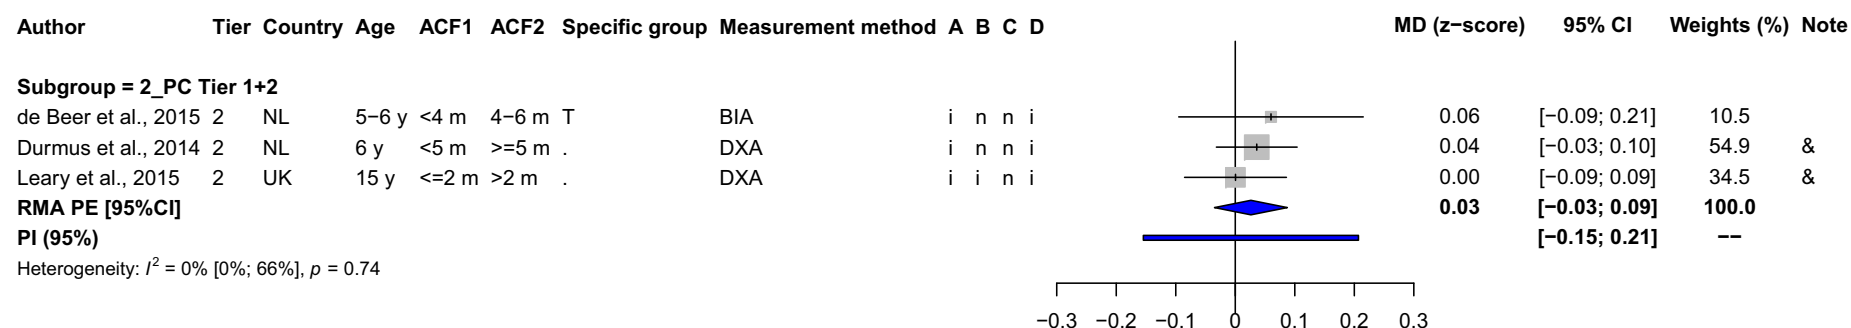 Author Tier Country Age ACF1 ACF2 Specific group Measurement method A B C D MD (z−score) 95% CI Weights (%) Note
Subgroup = 2_PC Tier 1+2
de Beer et al., 2015 2 NL 5−6 y <4 m 4−6 m T BIA i n n i 0.06 [−0.09; 0.21] 10.5
Durmus et al., 2014 2 NL 6 y <5 m >=5 m . DXA i n n i 0.04 [−0.03; 0.10] 54.9 &
Leary et al., 2015 2 UK 15 y <=2 m >2 m . DXA i i n i 0.00 [−0.09; 0.09] 34.5 &
RMA PE [95%CI] 0.03 [−0.03; 0.09] 100.0
PI (95%) [−0.15; 0.21] −−
Heterogeneity: I² = 0% [0%; 66%], p = 0.74
−0.3 −0.2 −0.1 0 0.1 0.2 0.3